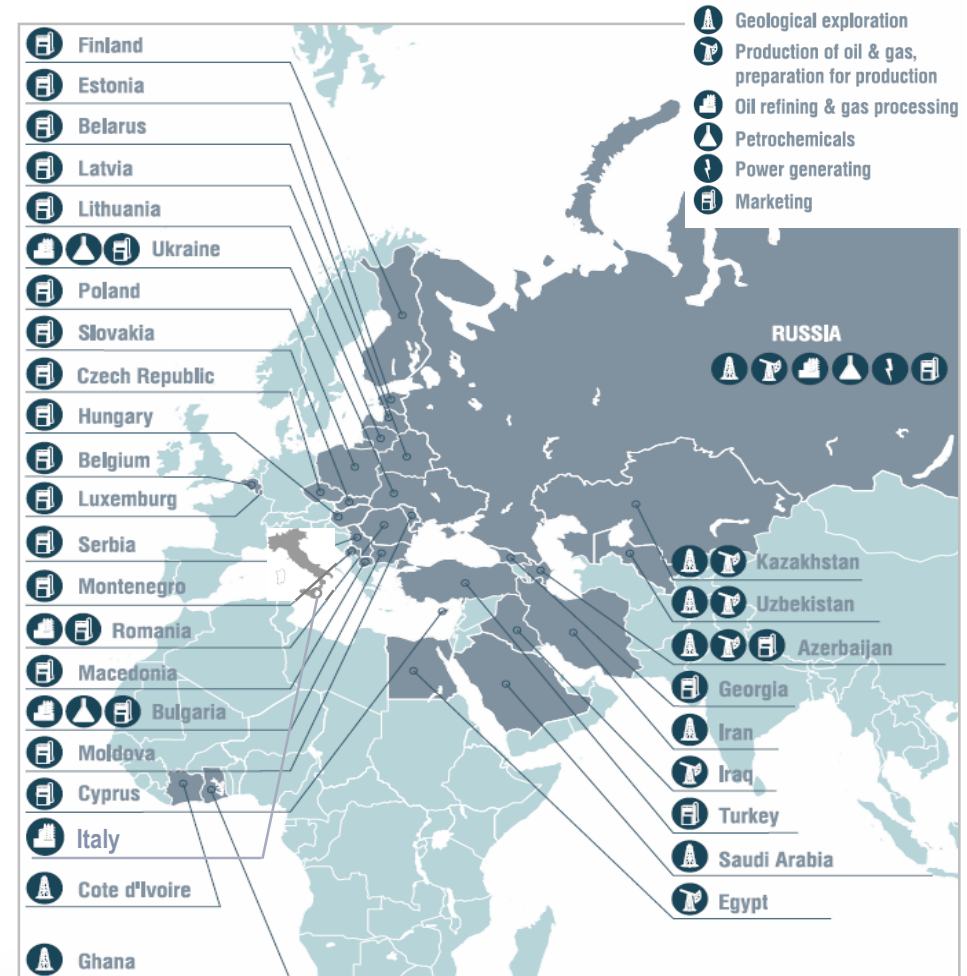 Geological exploration
Production of oil & gas,
preparation for production
Oil refining & gas processing
Petrochemicals
Power generating
Marketing
Finland
Estonia
Belarus
Latvia
Lithuania
Ukraine
Poland
Slovakia
Czech Republic
Hungary
Belgium
Luxemburg
Serbia
Montenegro
Romania
Macedonia
Bulgaria
Moldova
Cyprus
Italy
Cote d'Ivoire
Ghana
RUSSIA
Kazakhstan
Uzbekistan
Azerbaijan
Georgia
Iran
Iraq
Turkey
Saudi Arabia
Egypt